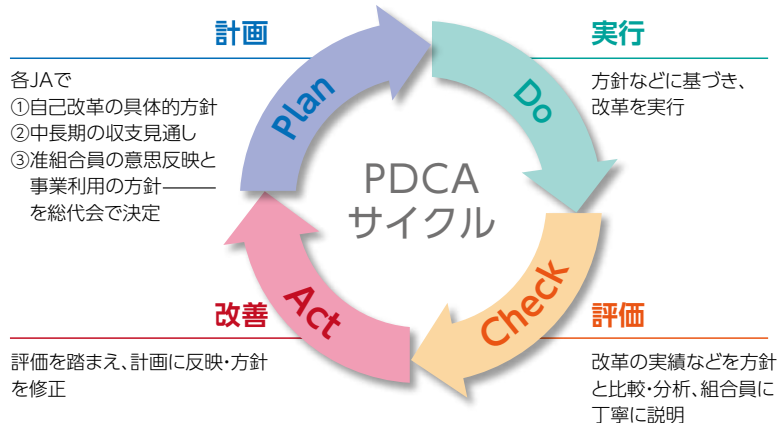 計画
各JAで
①自己改革の具体的方針
②中長期の収支見通し
③准組合員の意思反映と
事業利用の方針───
を総代会で決定
Plan
実行
方針などに基づき、
改革を実行
Do
PDCA
サイクル
評価
改革の実績などを方針
と比較・分析、組合員に
丁寧に説明
Check
改善
評価を踏まえ、計画に反映・方針
を修正
Act